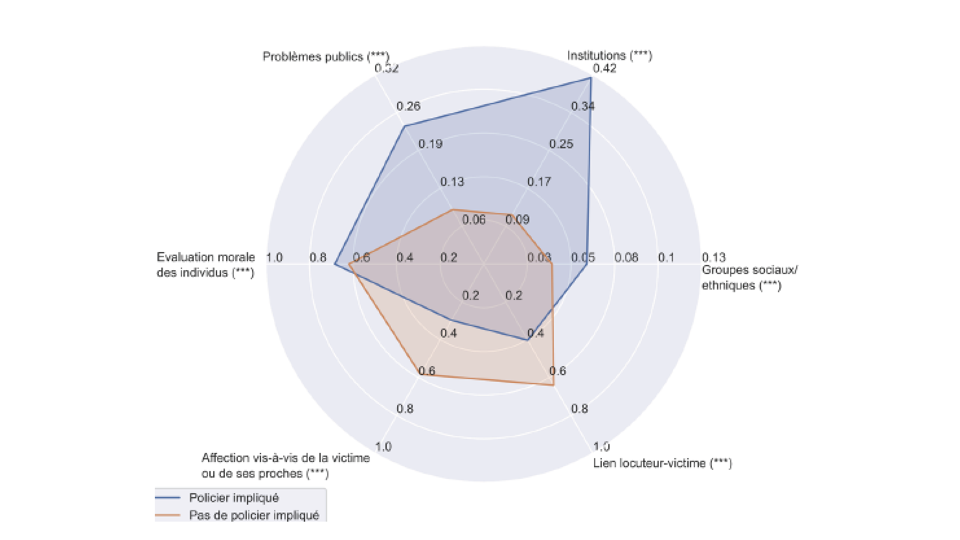 Problèmes publics (***)
Institutions (***)
0.32
0.42
0.26
0.34
0.19
0.25
0.13
0.17
0.06
0.09
Evaluation morale
des individus (***)
1.0
0.8
0.6
0.4
0.2
0.03
0.05
0.08
0.1
0.13
Groupes sociaux/
ethniques (***)
0.2
0.2
0.4
0.4
0.6
0.6
0.8
0.8
1.0
1.0
Affection vis-à-vis de la victime
ou de ses proches (***)
Lien locuteur-victime (***)
Policier impliqué
Pas de policier impliqué